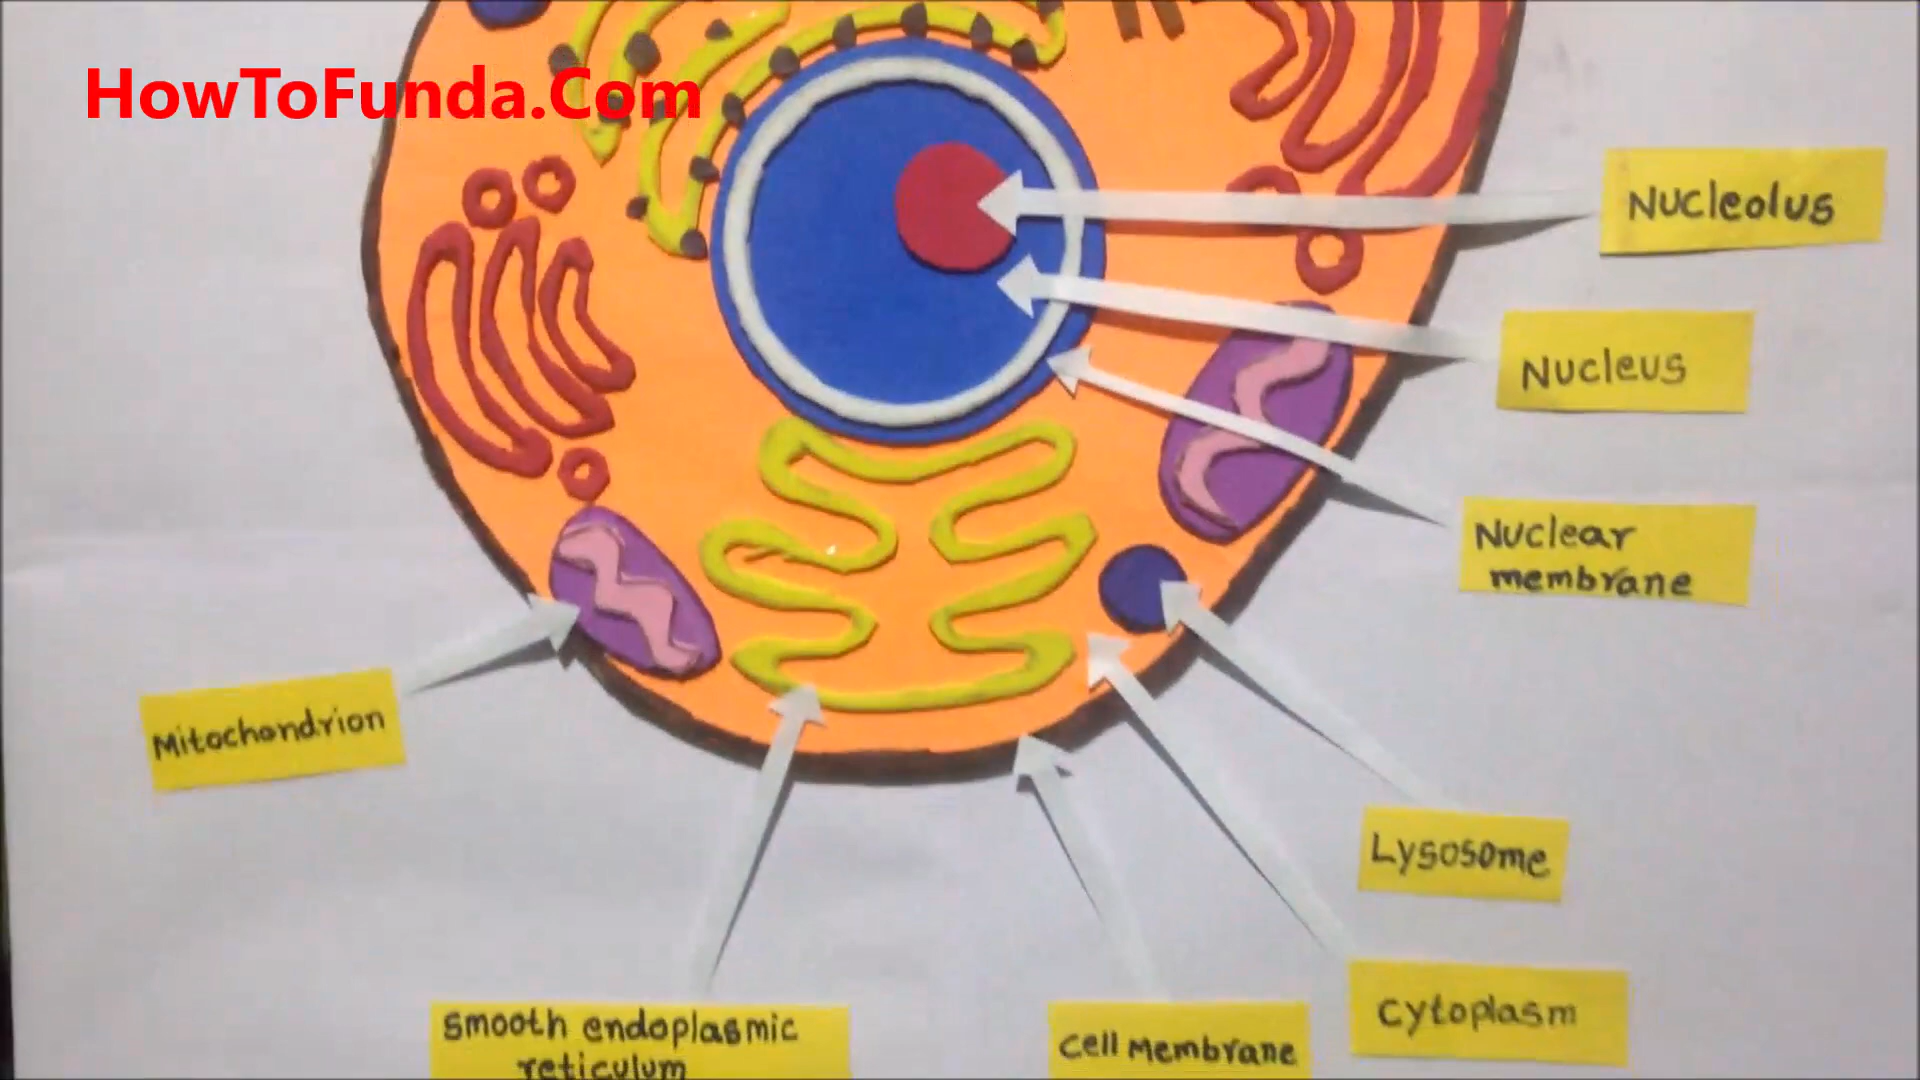 HowToFunda.Com
Nucleolus
Nucleus
Nuclear
membrane
Mitochondrion
Lysosome
Cytoplasm
Smooth endoplasmic
reticulum
Cell Membrane